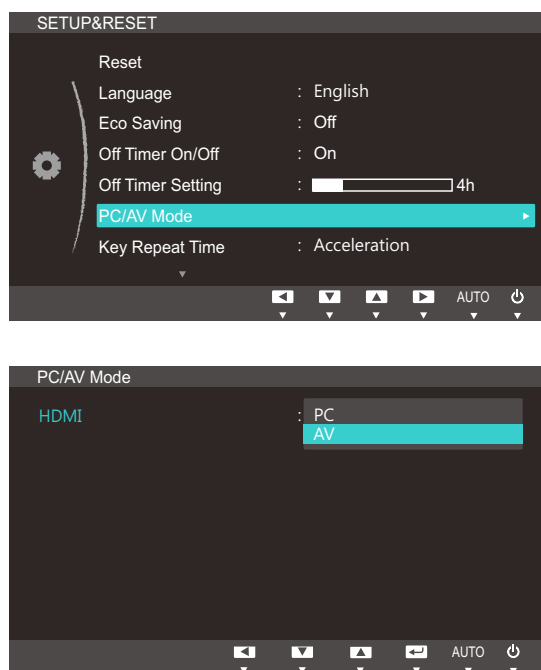 SETUP&RESET
Reset
Language : English
Eco Saving : Off
Off Timer On/Off : On
Off Timer Setting : 4h
PC/AV Mode
Key Repeat Time : Acceleration
AUTO
PC/AV Mode
HDMI : PC
AV
AUTO